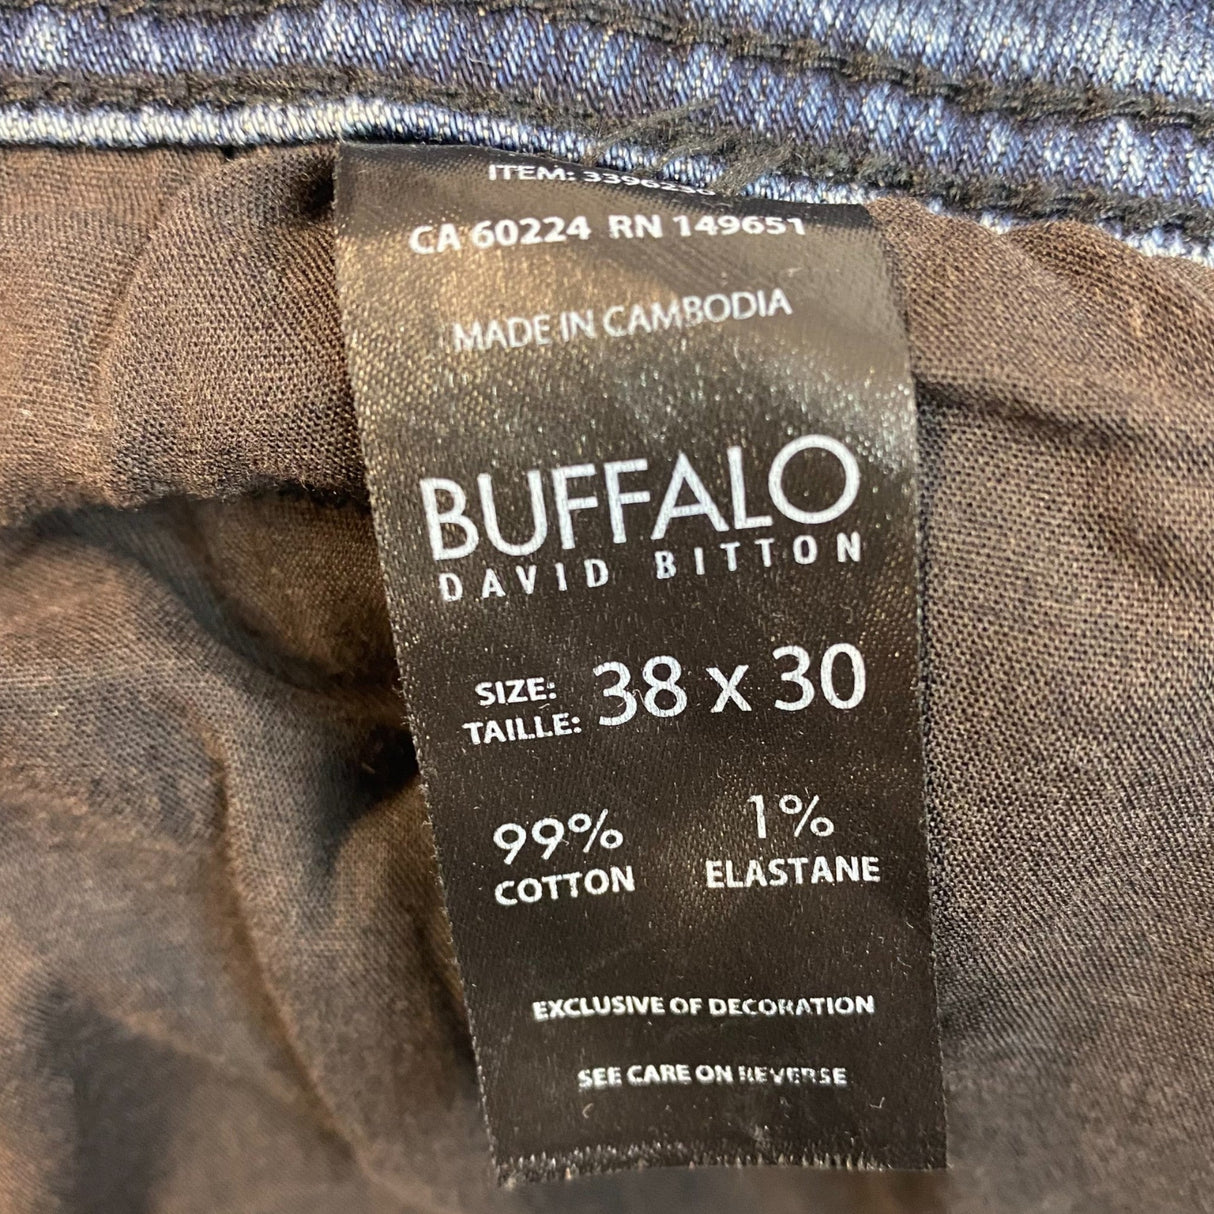 ITEM:
CA 60224 RN 149651
MADE IN CAMBODIA
BUFFALO
DAVID BITTON
SIZE: 38 x 30
TAILLE:
99% 1%
COTTON ELASTANE
EXCLUSIVE OF DECORATION
SEE CARE ON REVERSE